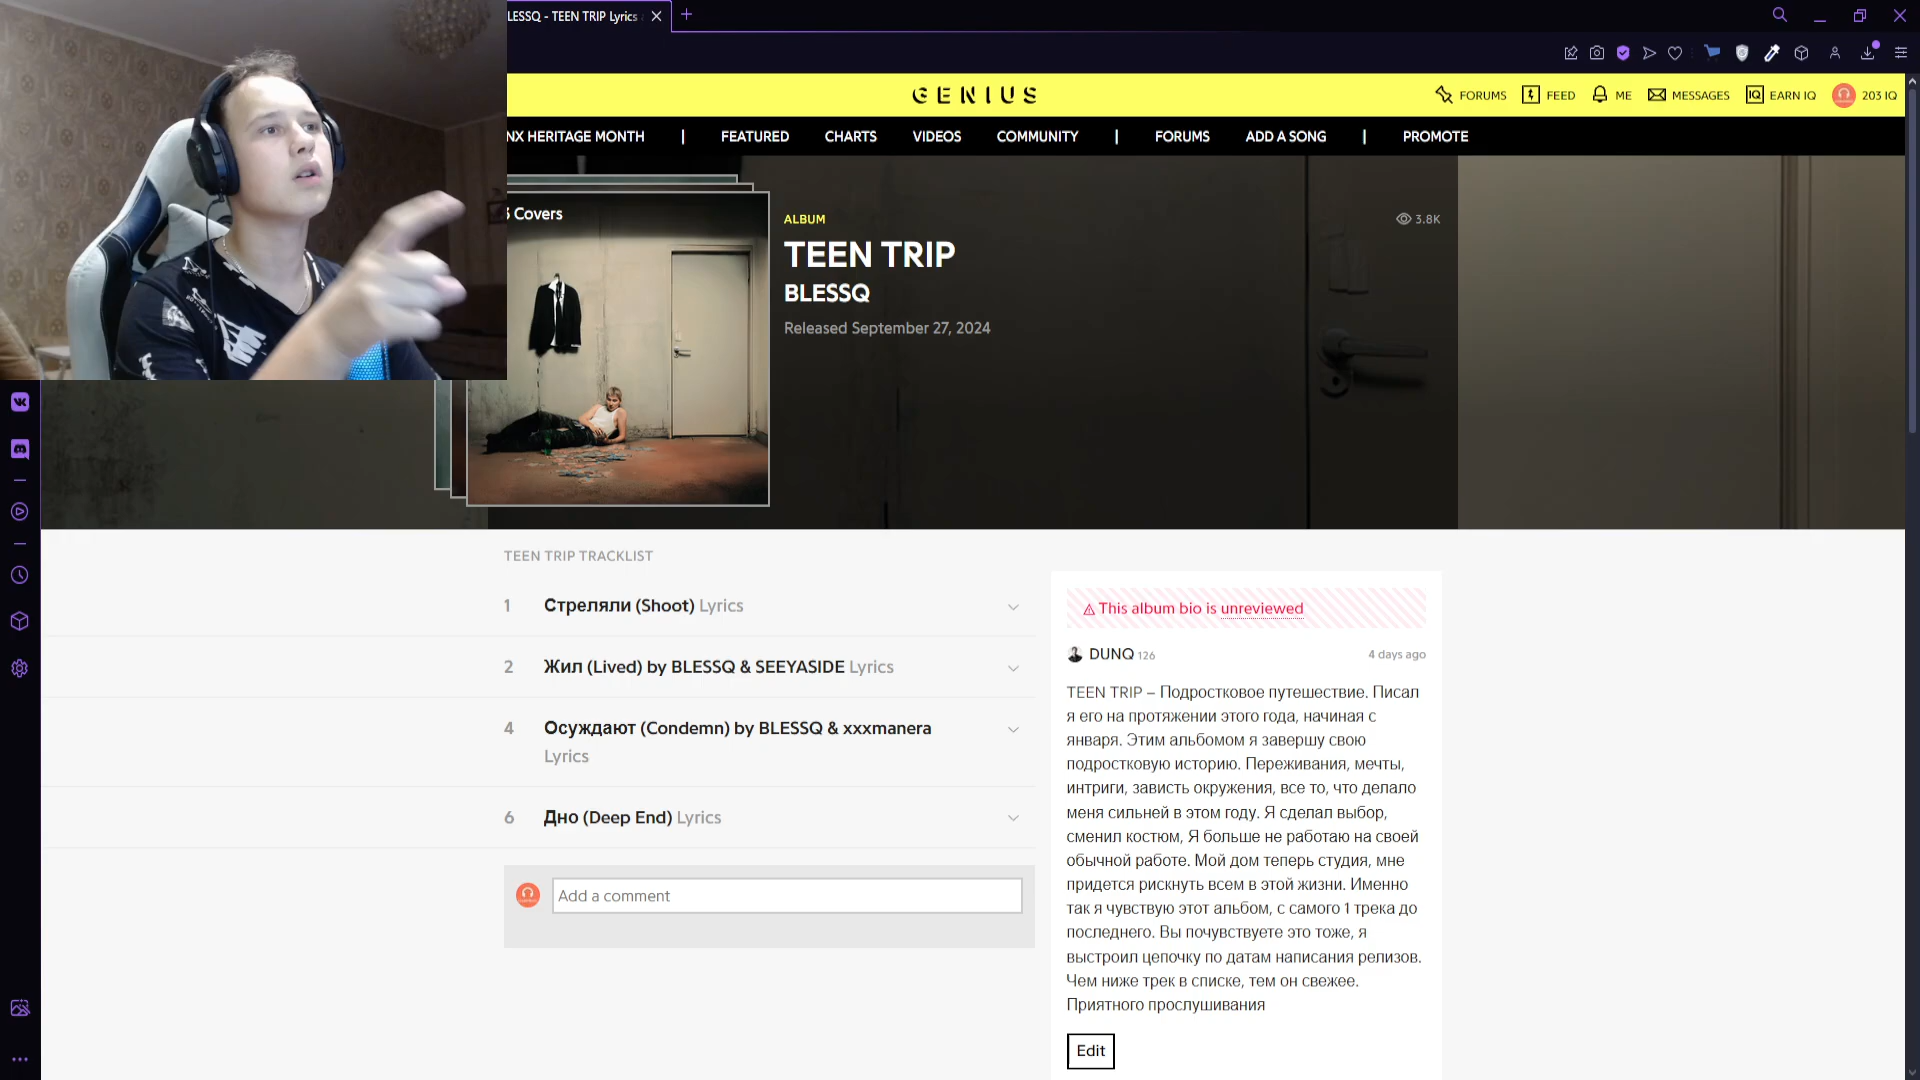 LESSQ - TEEN TRIP Lyrics
GENIUS
FORUMS
FEED
ME
MESSAGES
IQ
EARN IQ
203 IQ
NX HERITAGE MONTH | FEATURED CHARTS VIDEOS COMMUNITY | FORUMS ADD A SONG | PROMOTE
3 Covers
ALBUM
3.8K
TEEN TRIP
BLESSQ
Released September 27, 2024
TEEN TRIP TRACKLIST
1 Стреляли (Shoot) Lyrics
2 Жил (Lived) by BLESSQ & SEEYASIDE Lyrics
4 Осуждают (Condemn) by BLESSQ & xxxmanera
Lyrics
6 Дно (Deep End) Lyrics
Add a comment
This album bio is unreviewed
DUNQ 126
4 days ago
TEEN TRIP – Подростковое путешествие. Писал
я его на протяжении этого года, начиная с
января. Этим альбомом я завершу свою
подростковую историю. Переживания, мечты,
интриги, зависть окружения, все то, что делало
меня сильней в этом году. Я сделал выбор,
сменил костюм, Я больше не работаю на своей
обычной работе. Мой дом теперь студия, мне
придется рискнуть всем в этой жизни. Именно
так я чувствую этот альбом, с самого 1 трека до
последнего. Вы почувствуете это тоже, я
выстроил цепочку по датам написания релизов.
Чем ниже трек в списке, тем он свежее.
Приятного прослушивания
Edit